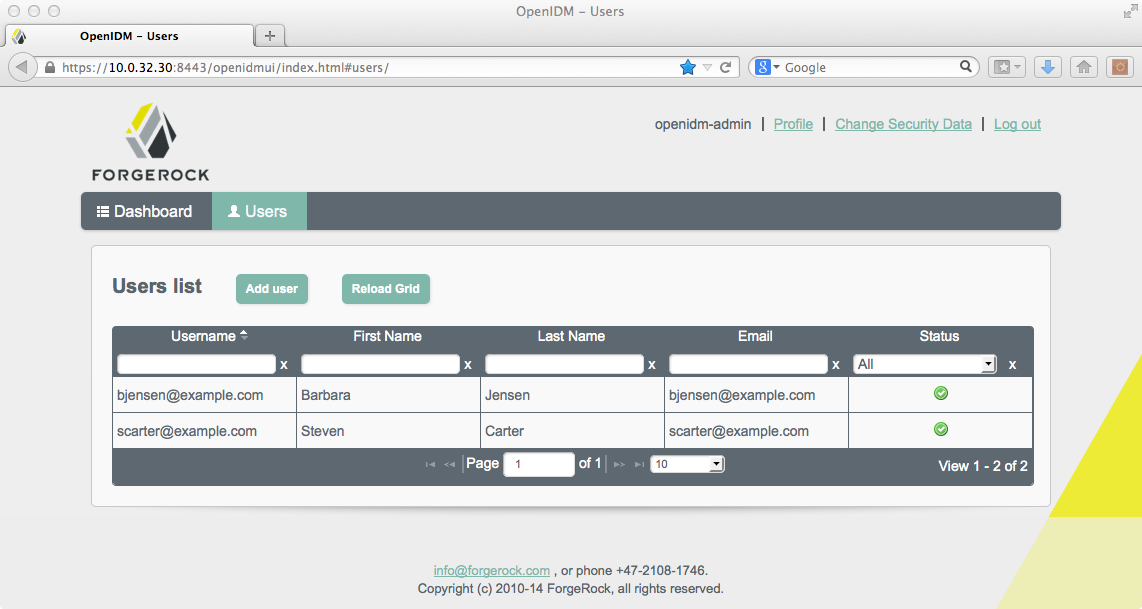 OpenIDM – Users
OpenIDM – Users
https://10.0.32.30:8443/openidmui/index.html#users/
8 Google
FORGEROCK
openidm-admin | Profile | Change Security Data | Log out
Dashboard Users
Users list Add user Reload Grid
Username First Name Last Name Email Status
x x x x All x
bjensen@example.com Barbara Jensen bjensen@example.com
scarter@example.com Steven Carter scarter@example.com
Page 1 of 1 10 View 1 - 2 of 2
info@forgerock.com , or phone +47-2108-1746.
Copyright (c) 2010-14 ForgeRock, all rights reserved.